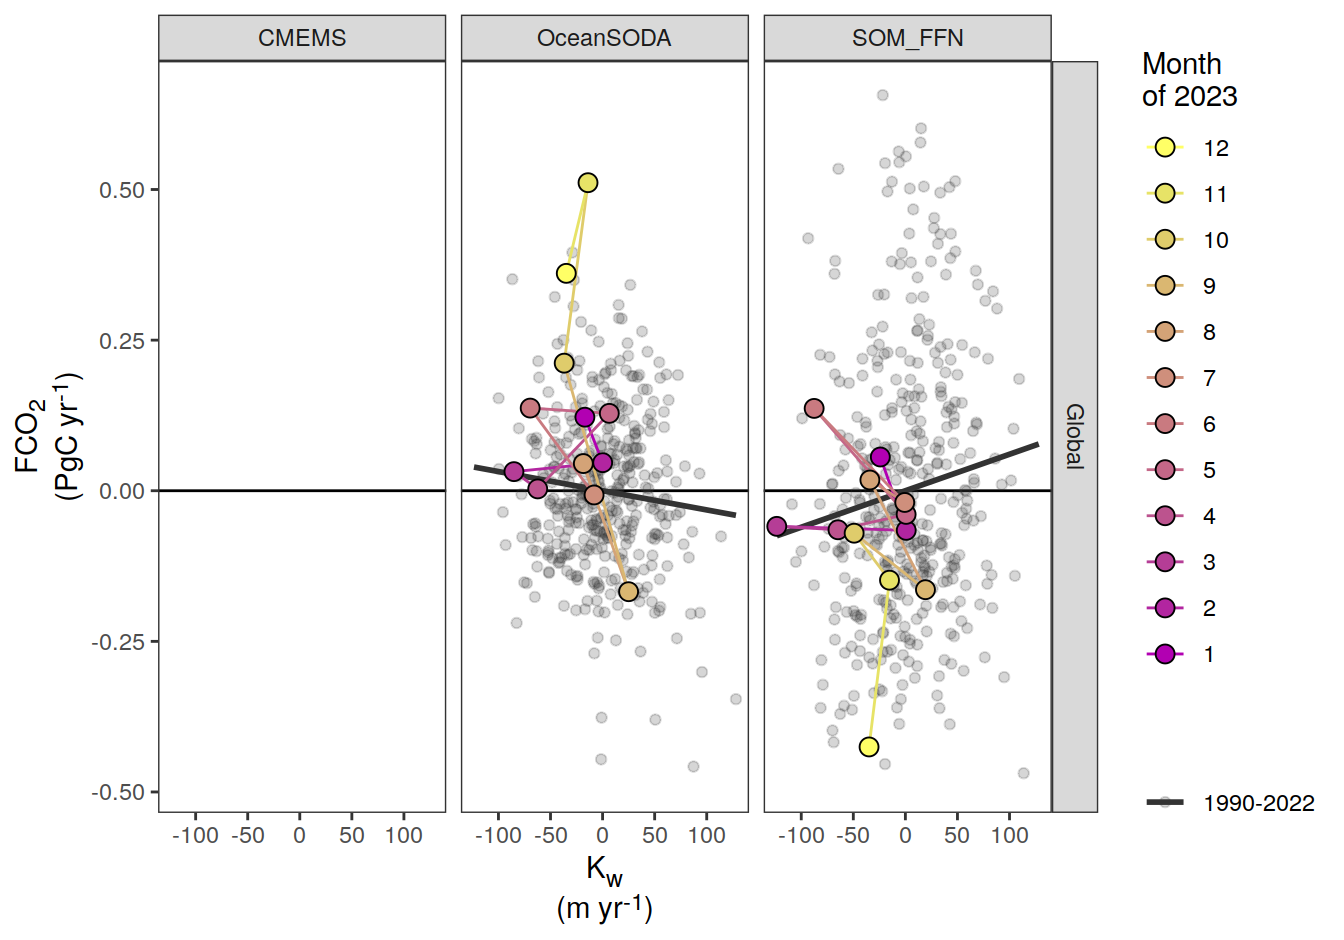 CMEMS OceanSODA SOM_FFN
Global
FCO₂
(PgC yr⁻¹)
0.50
0.25
0.00
-0.25
-0.50
-100 -50 0 50 100 -100 -50 0 50 100 -100 -50 0 50 100
K_w
(m yr⁻¹)
Month
of 2023
12
11
10
9
8
7
6
5
4
3
2
1
1990-2022